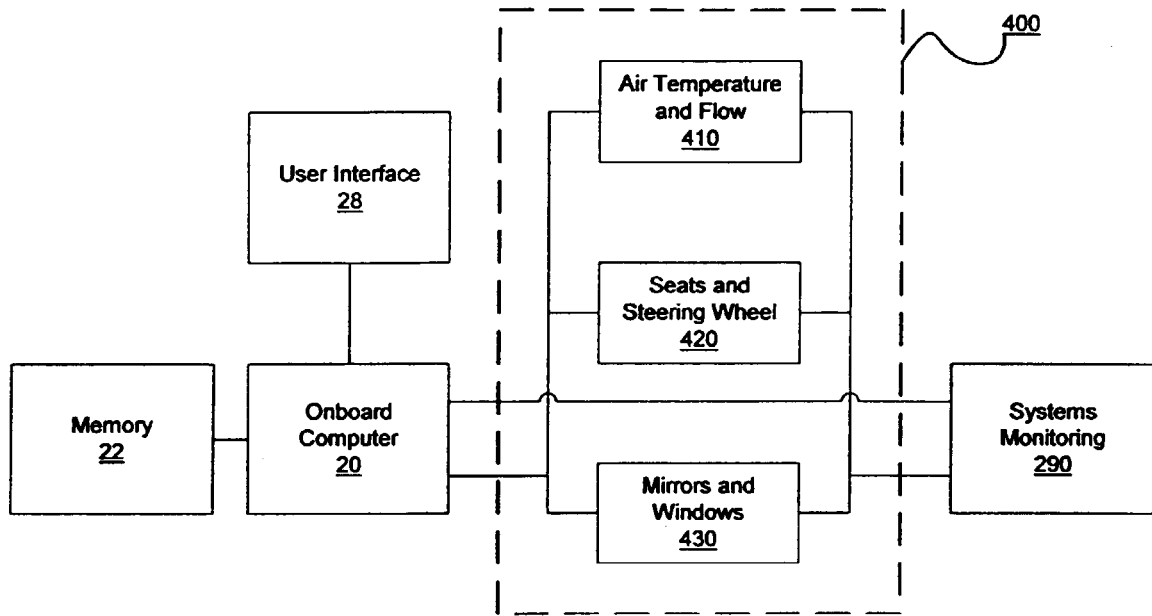 400
Air Temperature
and Flow
410
User Interface
28
Seats and
Steering Wheel
420
Memory
22
Onboard
Computer
20
Systems
Monitoring
290
Mirrors and
Windows
430